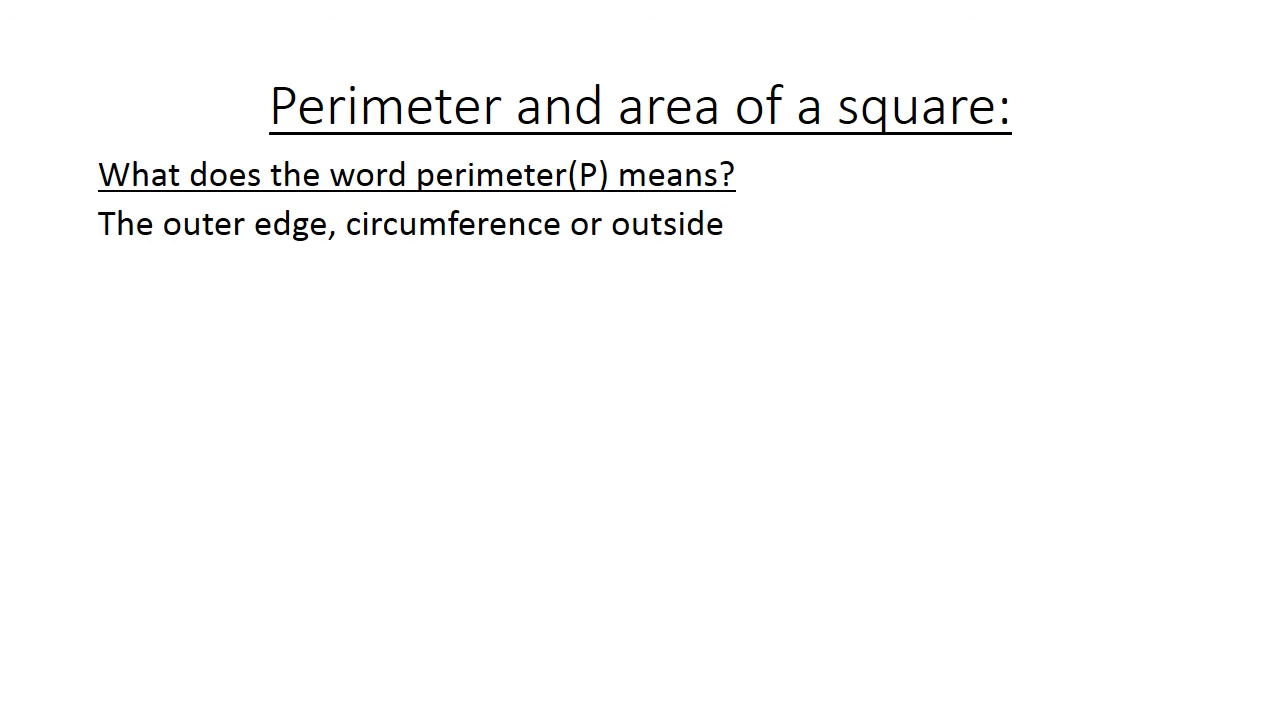 Perimeter and area of a square:
What does the word perimeter(P) means?
The outer edge, circumference or outside